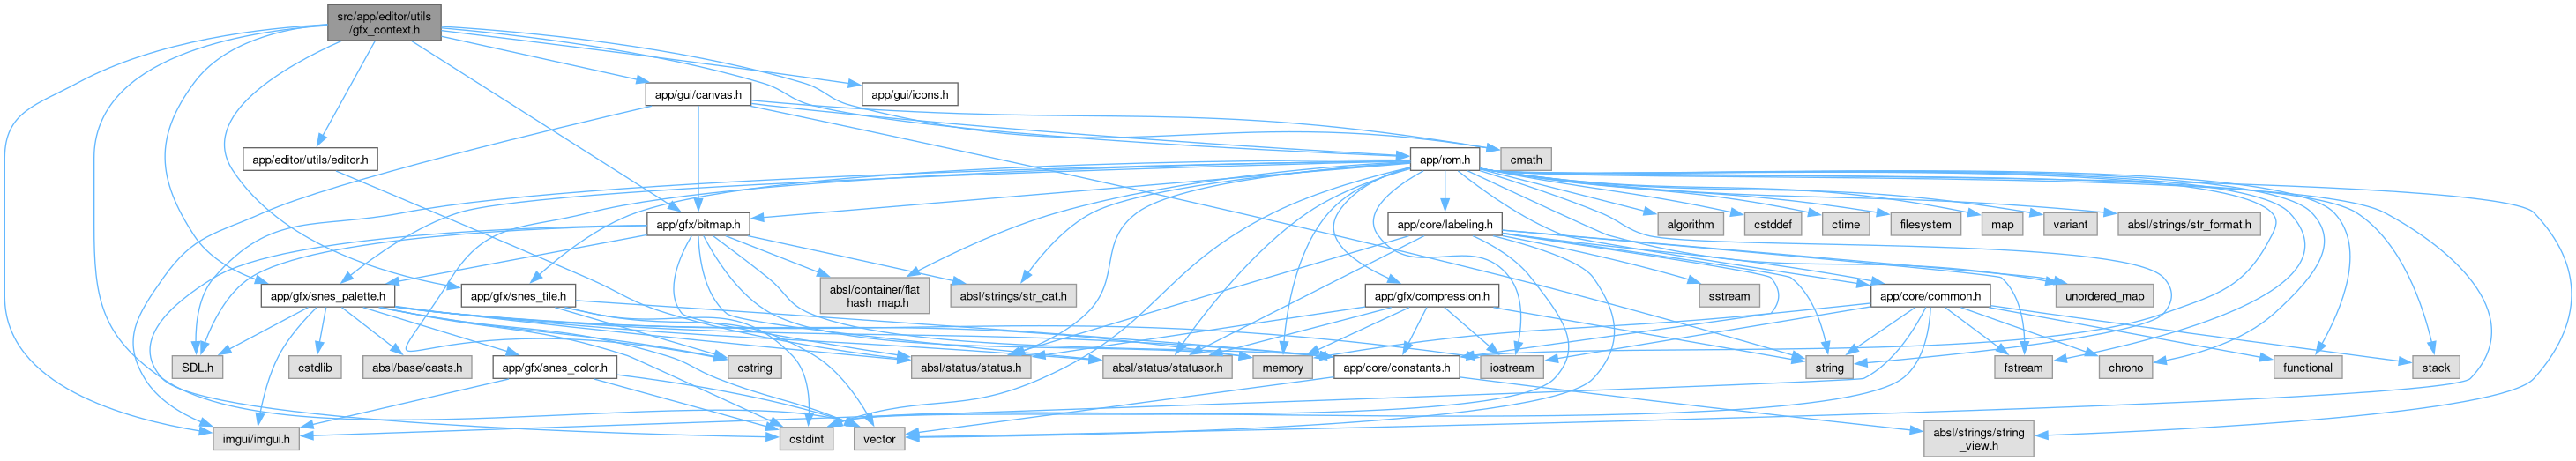 src/app/editor/utils
/gfx_context.h
app/gui/canvas.h
app/gui/icons.h
app/editor/utils/editor.h
app/rom.h
cmath
app/gfx/bitmap.h
app/core/labeling.h
algorithm
cstddef
ctime
filesystem
map
variant
absl/strings/str_format.h
app/gfx/snes_palette.h
app/gfx/snes_tile.h
absl/container/flat
_hash_map.h
absl/strings/str_cat.h
app/gfx/compression.h
sstream
app/core/common.h
unordered_map
SDL.h
cstdlib
absl/base/casts.h
app/gfx/snes_color.h
cstring
absl/status/status.h
absl/status/statusor.h
memory
app/core/constants.h
iostream
string
fstream
chrono
functional
stack
imgui/imgui.h
cstdint
vector
absl/strings/string
_view.h